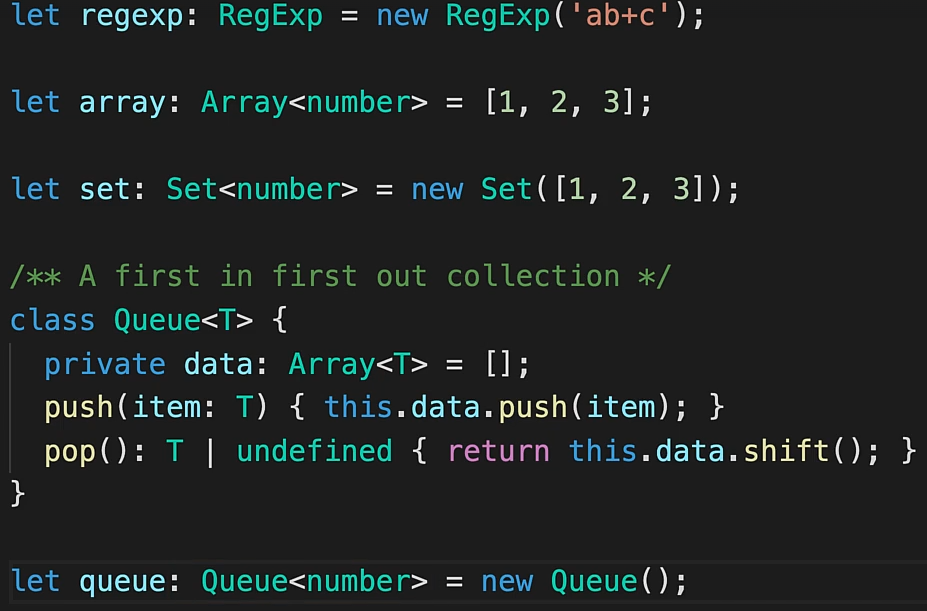 let regexp: RegExp = new RegExp('ab+c');
let array: Array<number> = [1, 2, 3];
let set: Set<number> = new Set([1, 2, 3]);
/** A first in first out collection */
class Queue<T> {
  private data: Array<T> = [];
  push(item: T) { this.data.push(item); }
  pop(): T | undefined { return this.data.shift(); }
}
let queue: Queue<number> = new Queue();